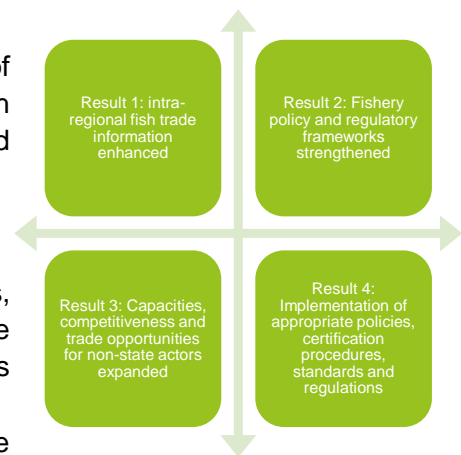 of
n
d
s,
e
s
e
Result 1: intra-
regional fish trade
information
enhanced
Result 2: Fishery
policy and regulatory
frameworks
strengthened
Result 3: Capacities,
competitiveness and
trade opportunities
for non-state actors
expanded
Result 4:
Implementation of
appropriate policies,
certification
procedures,
standards and
regulations